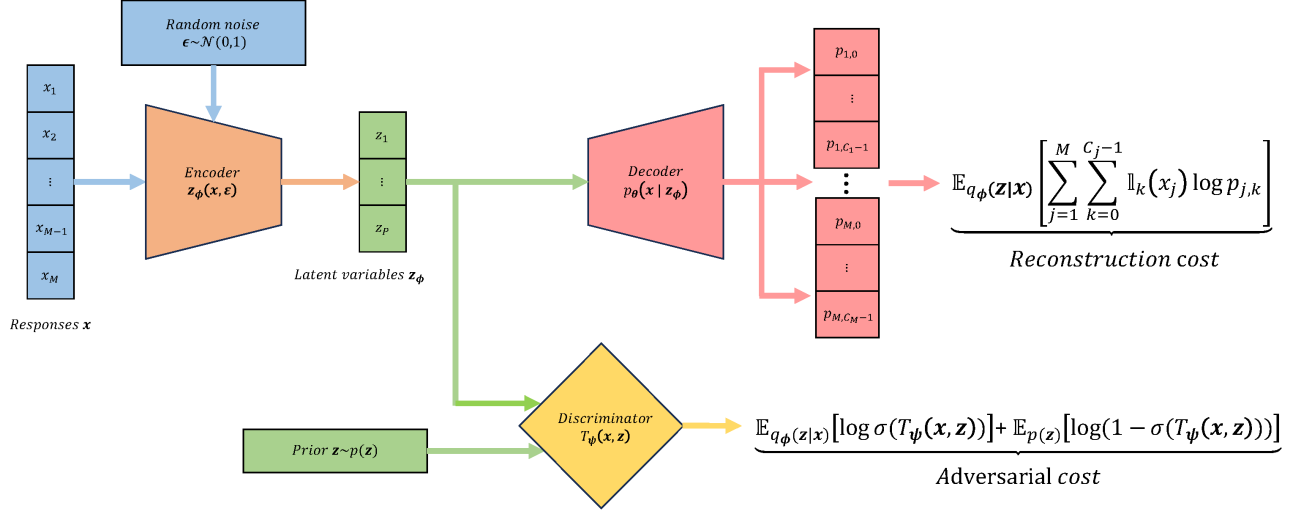 Random noise
ϵ~𝒩(0,1)
x₁
x₂
⋮
x_{M−1}
x_M
Responses x
Encoder
z_ϕ(x, ε)
z₁
⋮
z_P
Latent variables z_ϕ
Decoder
p_θ(x | z_ϕ)
p_{1,0}
⋮
p_{1,C₁−1}
⋮
p_{M,0}
⋮
p_{M,C_M−1}
𝔼_{q_ϕ(z|x)} [∑_{j=1}^{M} ∑_{k=0}^{C_j−1} 𝕀_k(x_j) log p_{j,k}]
Reconstruction cost
Prior z~p(z)
Discriminator
T_ψ(x, z)
𝔼_{q_ϕ(z|x)}[log σ(T_ψ(x, z))]+ 𝔼_{p(z)}[log(1 − σ(T_ψ(x, z)))]
Adversarial cost